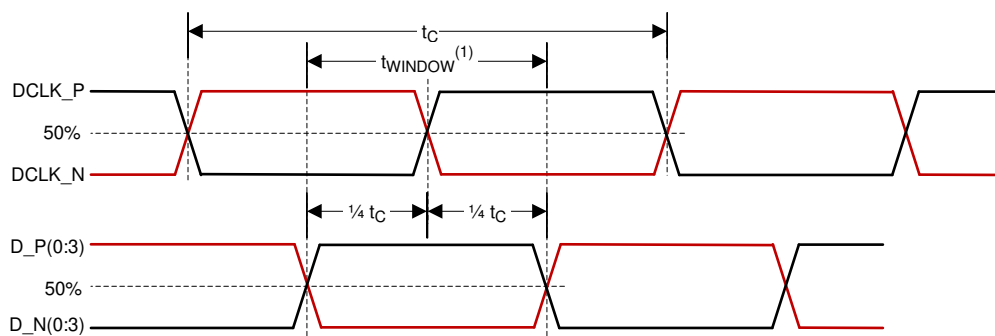 tC
tWINDOW(1)
DCLK_P
50%
DCLK_N
¼ tC ¼ tC
D_P(0:3)
50%
D_N(0:3)